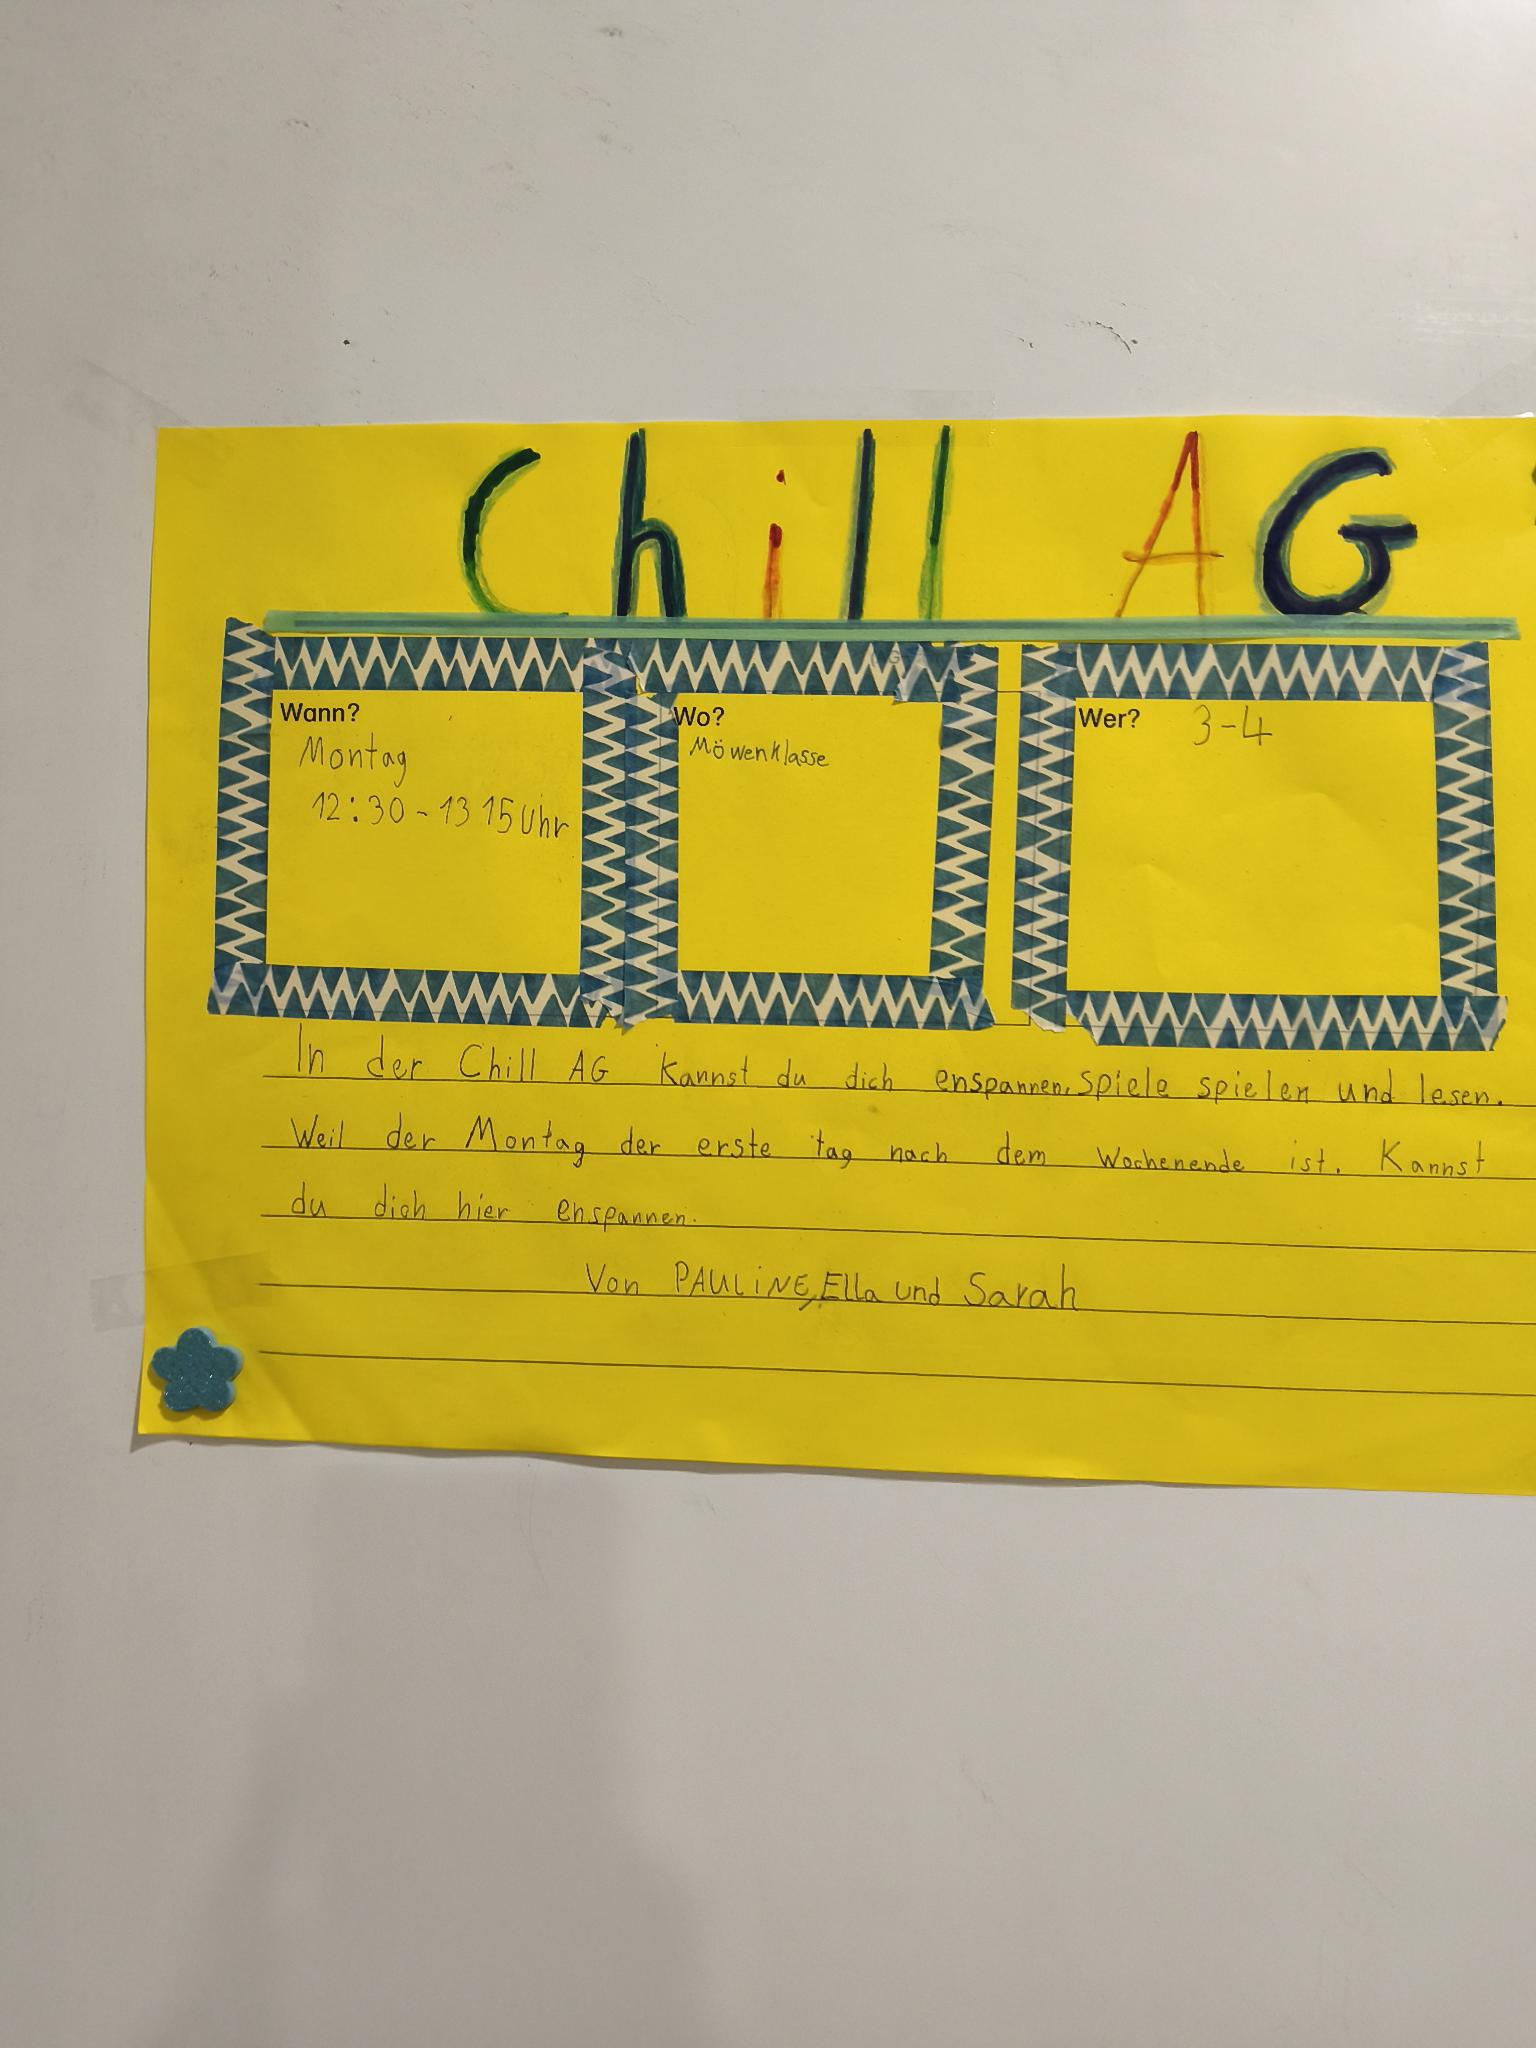 Chill AG
Wann?
Montag
12:30 - 13 15 Uhr
Wo?
Möwenklasse
Wer? 3-4
In der Chill AG kannst du dich enspannen, spiele spielen und lesen.
Weil der Montag der erste tag nach dem Wochenende ist. Kannst
du dich hier enspannen.
Von PAULiNE, Ella und Sarah